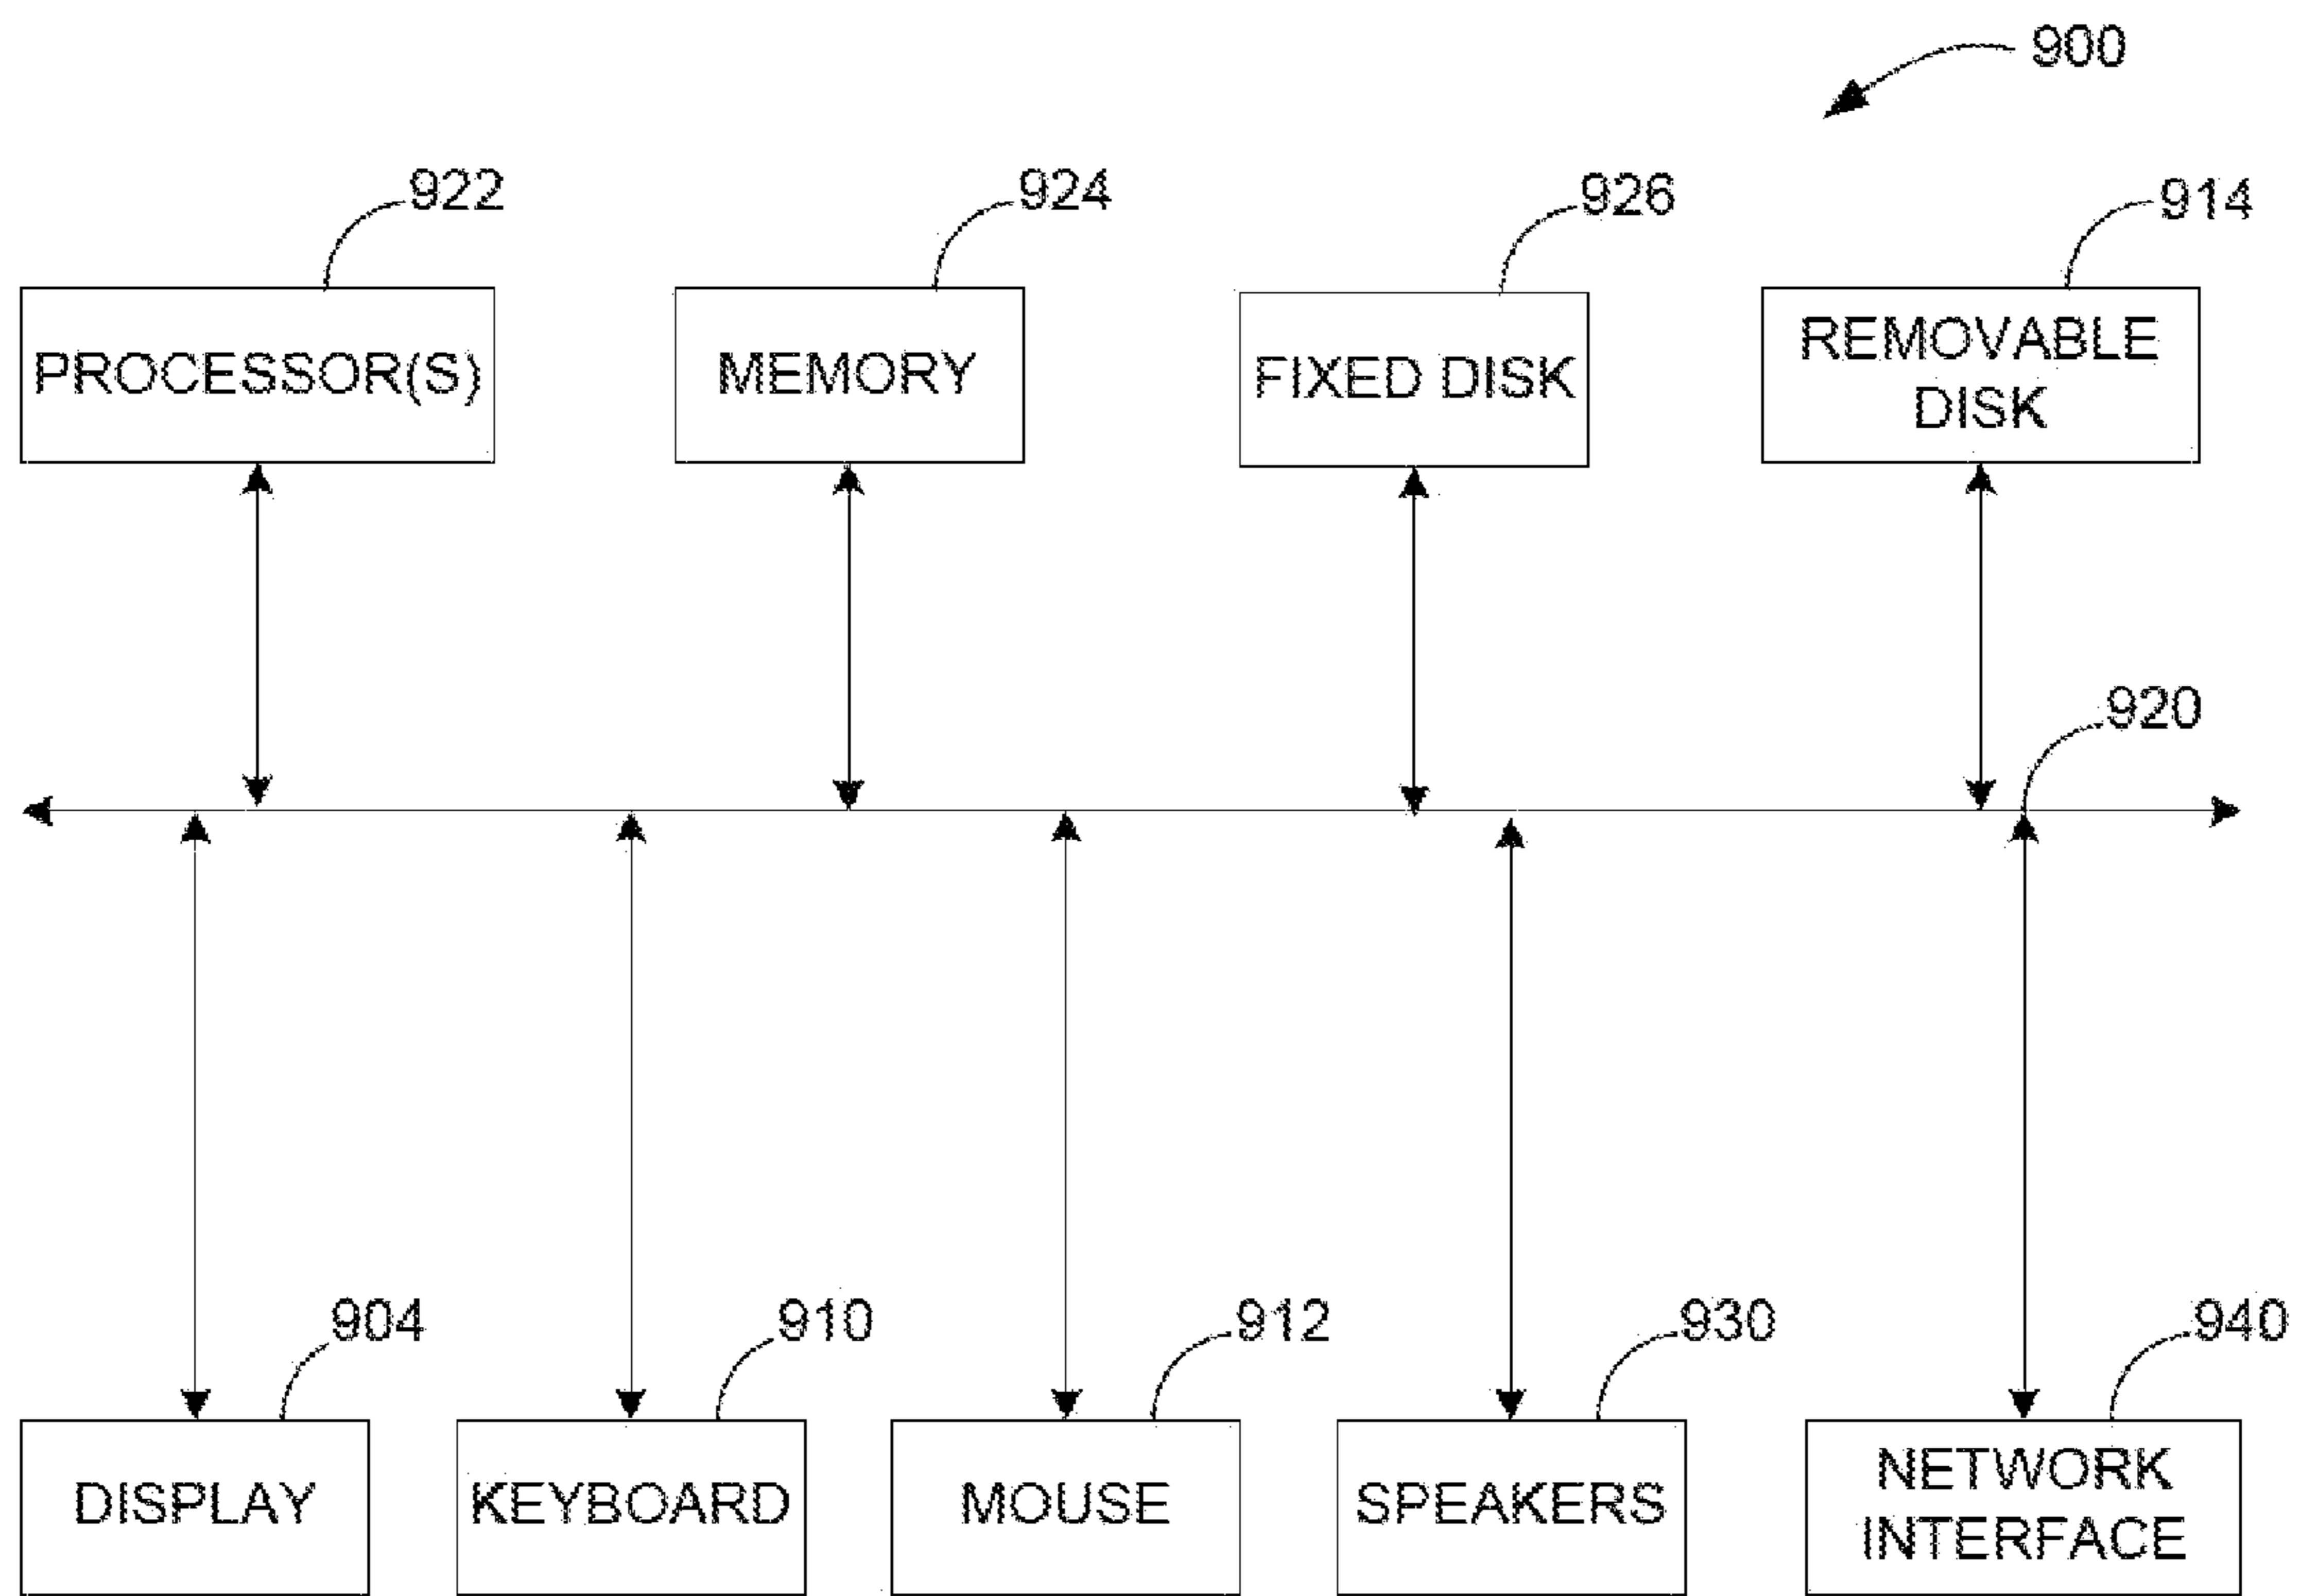 900
922
924
926
914
PROCESSOR(S)
MEMORY
FIXED DISK
REMOVABLE
DISK
920
904
910
912
930
940
DISPLAY
KEYBOARD
MOUSE
SPEAKERS
NETWORK
INTERFACE